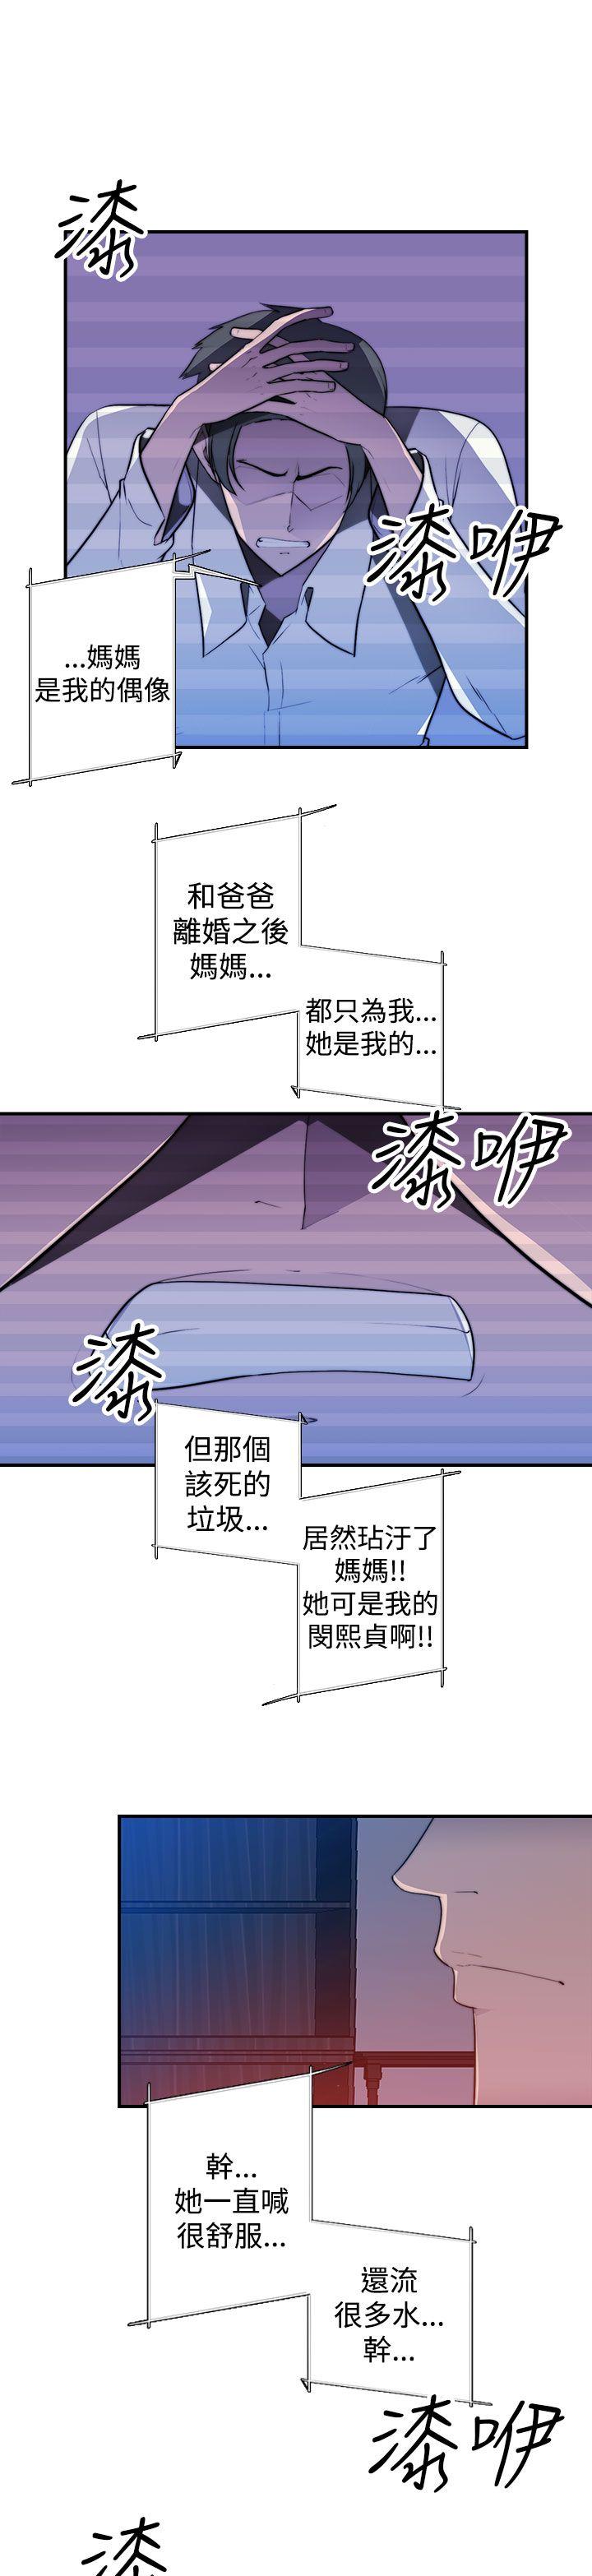 漆
漆咿
...媽媽
是我的偶像
和爸爸
離婚之後
媽媽...
都只為我...
她是我的...
漆咿
漆
但那個
該死的
垃圾...
居然玷汙了
媽媽!!
她可是我的
閔熙貞啊!!
幹...
她一直喊
很舒服...
還流
很多水...
幹...
漆咿
漆